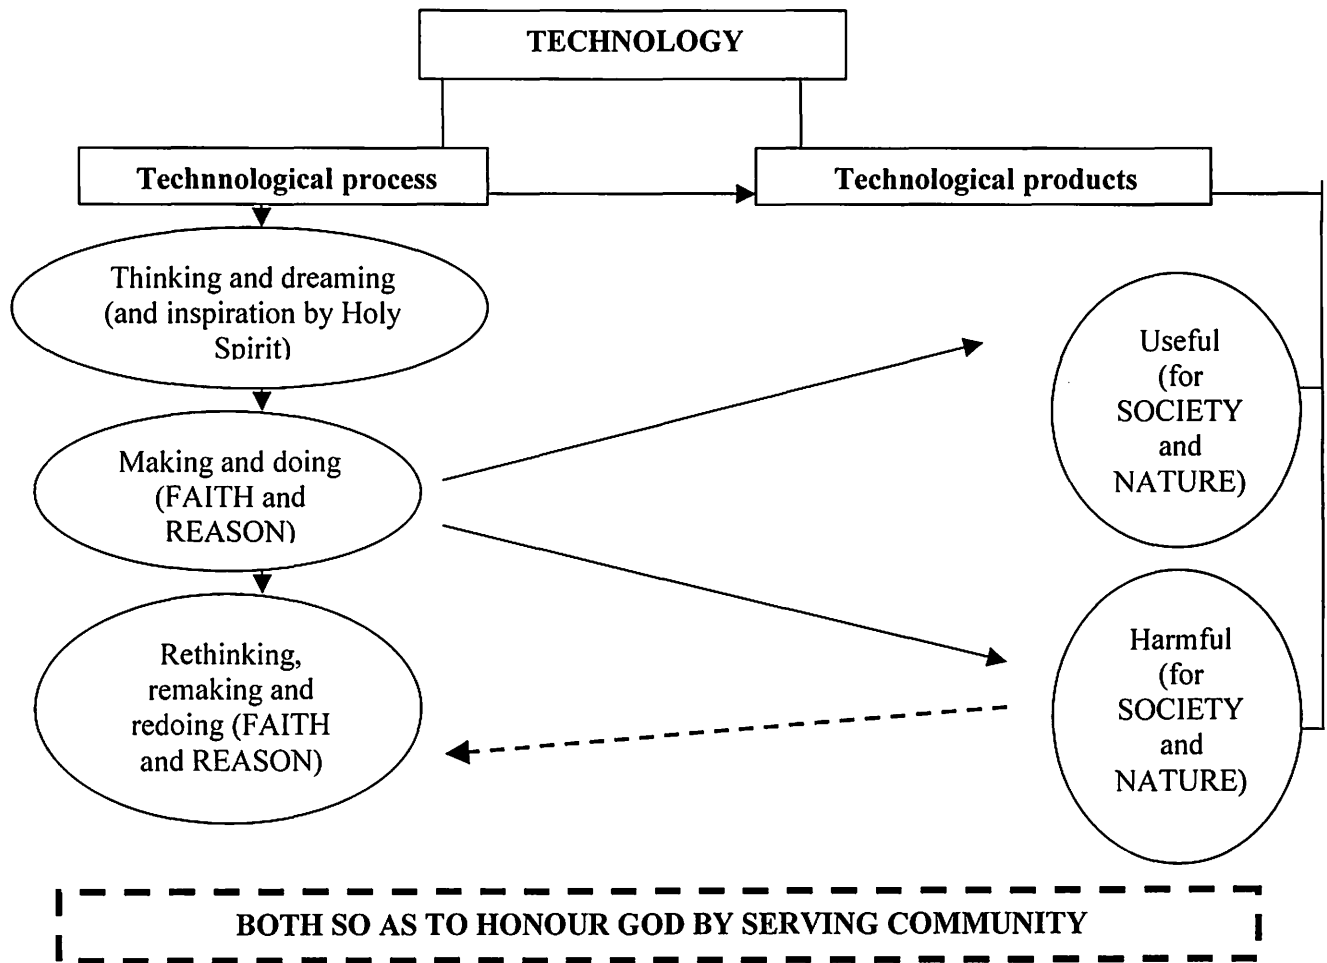 TECHNOLOGY
Technnological process
Technological products
Thinking and dreaming
(and inspiration by Holy
Spirit)
Making and doing
(FAITH and
REASON)
Rethinking,
remaking and
redoing (FAITH
and REASON)
Useful
(for
SOCIETY
and
NATURE)
Harmful
(for
SOCIETY
and
NATURE)
BOTH SO AS TO HONOUR GOD BY SERVING COMMUNITY